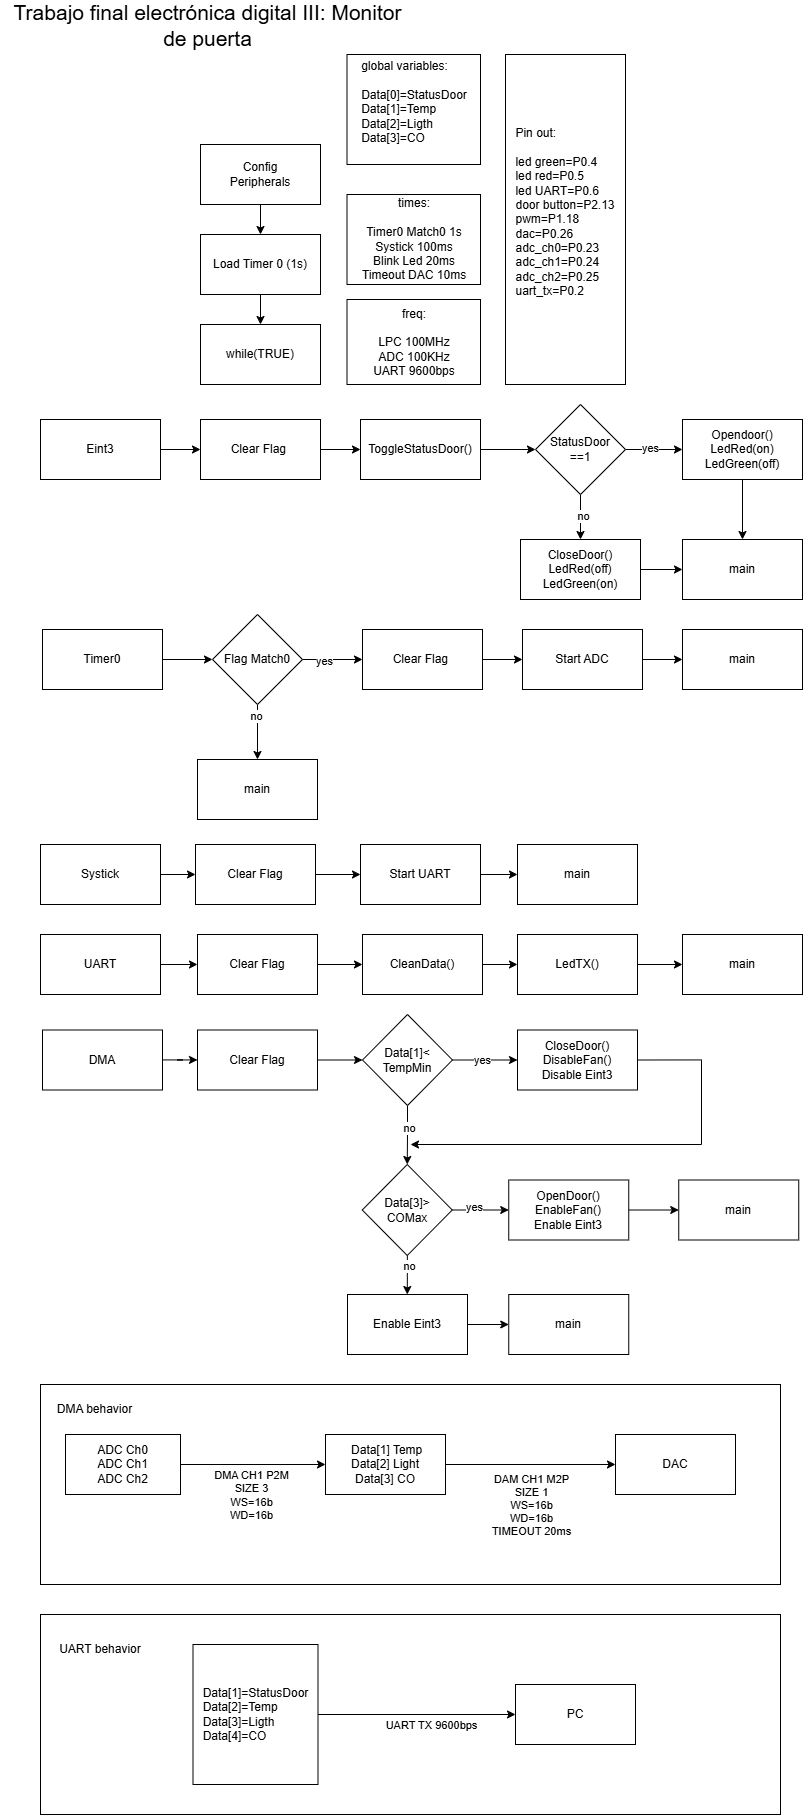 Trabajo final electrónica digital III: Monitor
de puerta
global variables:
Data[0]=StatusDoor
Data[1]=Temp
Data[2]=Ligth
Data[3]=CO
Pin out:
led green=P0.4
led red=P0.5
led UART=P0.6
door button=P2.13
pwm=P1.18
dac=P0.26
adc_ch0=P0.23
adc_ch1=P0.24
adc_ch2=P0.25
uart_tx=P0.2
Config
Peripherals
times:
Timer0 Match0 1s
Systick 100ms
Blink Led 20ms
Timeout DAC 10ms
Load Timer 0 (1s)
freq:
LPC 100MHz
ADC 100KHz
UART 9600bps
while(TRUE)
Eint3
Clear Flag
ToggleStatusDoor()
StatusDoor
==1
yes
Opendoor()
LedRed(on)
LedGreen(off)
no
CloseDoor()
LedRed(off)
LedGreen(on)
main
Timer0
Flag Match0
yes
Clear Flag
Start ADC
main
no
main
Systick
Clear Flag
Start UART
main
UART
Clear Flag
CleanData()
LedTX()
main
DMA
Clear Flag
Data[1]<
TempMin
yes
CloseDoor()
DisableFan()
Disable Eint3
no
Data[3]>
COMax
yes
OpenDoor()
EnableFan()
Enable Eint3
main
no
Enable Eint3
main
DMA behavior
ADC Ch0
ADC Ch1
ADC Ch2
DMA CH1 P2M
SIZE 3
WS=16b
WD=16b
Data[1] Temp
Data[2] Light
Data[3] CO
DAM CH1 M2P
SIZE 1
WS=16b
WD=16b
TIMEOUT 20ms
DAC
UART behavior
Data[1]=StatusDoor
Data[2]=Temp
Data[3]=Ligth
Data[4]=CO
UART TX 9600bps
PC